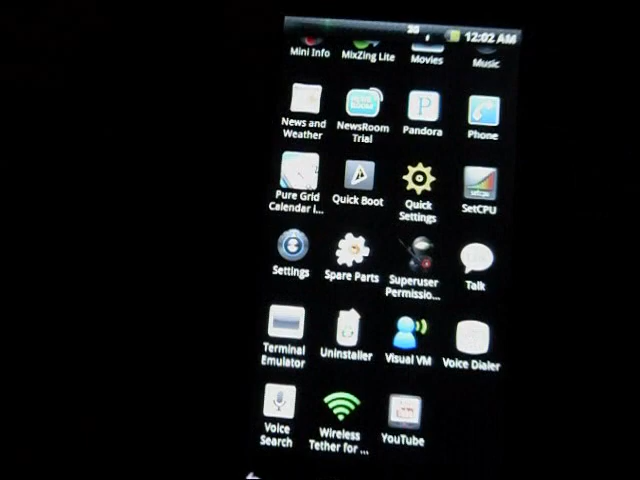 3G 12:02 AM
Mini Info MixZing Lite Movies Music
News and Weather NewsRoom Trial Pandora Phone
Pure Grid Calendar i... Quick Boot Quick Settings SetCPU
Settings Spare Parts Superuser Permissio... Talk
Terminal Emulator Uninstaller Visual VM Voice Dialer
Voice Search Wireless Tether for ... YouTube